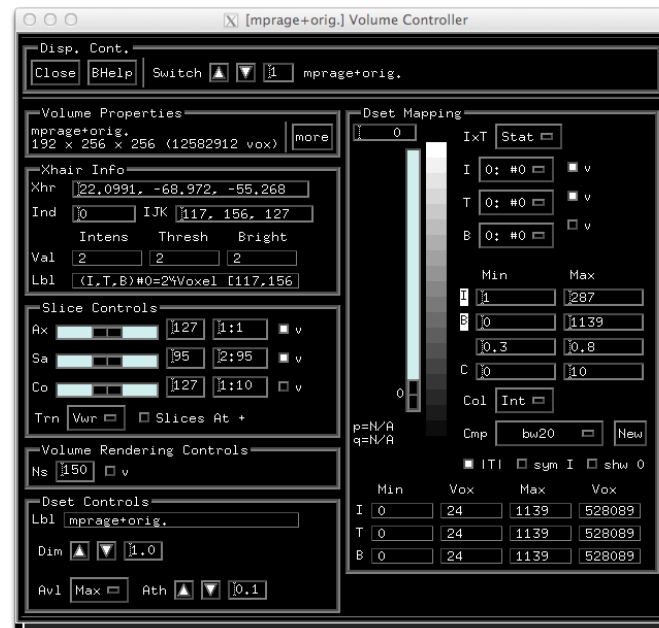 [mprage+orig.] Volume Controller
Disp. Cont.
Close BHelp Switch 1 mprage+orig.
Volume Properties
mprage+orig.
192 × 256 × 256 (12582912 vox) more
Xhair Info
Xhr 22.0991, -68.972, -55.268
Ind 0 IJK 117, 156, 127
Intens Thresh Bright
Val 2 2 2
Lbl (I,T,B)#0=2%Voxel [117,156
Slice Controls
Ax 127 1:1 v
Sa 95 2:95 v
Co 127 1:10 v
Trn Vwr Slices At +
Volume Rendering Controls
Ns 150 v
Dset Controls
Lbl mprage+orig.
Dim 1.0
Avl Max Ath 0.1
Dset Mapping
0 IxT Stat
I 0: #0 v
T 0: #0 v
B 0: #0 v
Min Max
I 1 287
B 0 1139
0.3 0.8
C 0 10
0 Col Int
p=N/A
q=N/A
Cmp bw20 New
|T| sym I shw 0
Min Vox Max Vox
I 0 24 1139 528089
T 0 24 1139 528089
B 0 24 1139 528089